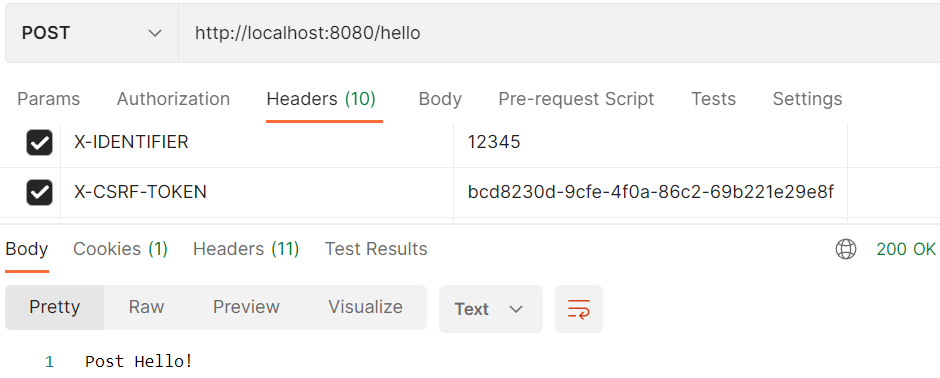 POST http://localhost:8080/hello
Params Authorization Headers (10) Body Pre-request Script Tests Settings
X-IDENTIFIER 12345
X-CSRF-TOKEN bcd8230d-9cfe-4f0a-86c2-69b221e29e8f
Body Cookies (1) Headers (11) Test Results 200 OK
Pretty Raw Preview Visualize Text
1 Post Hello!